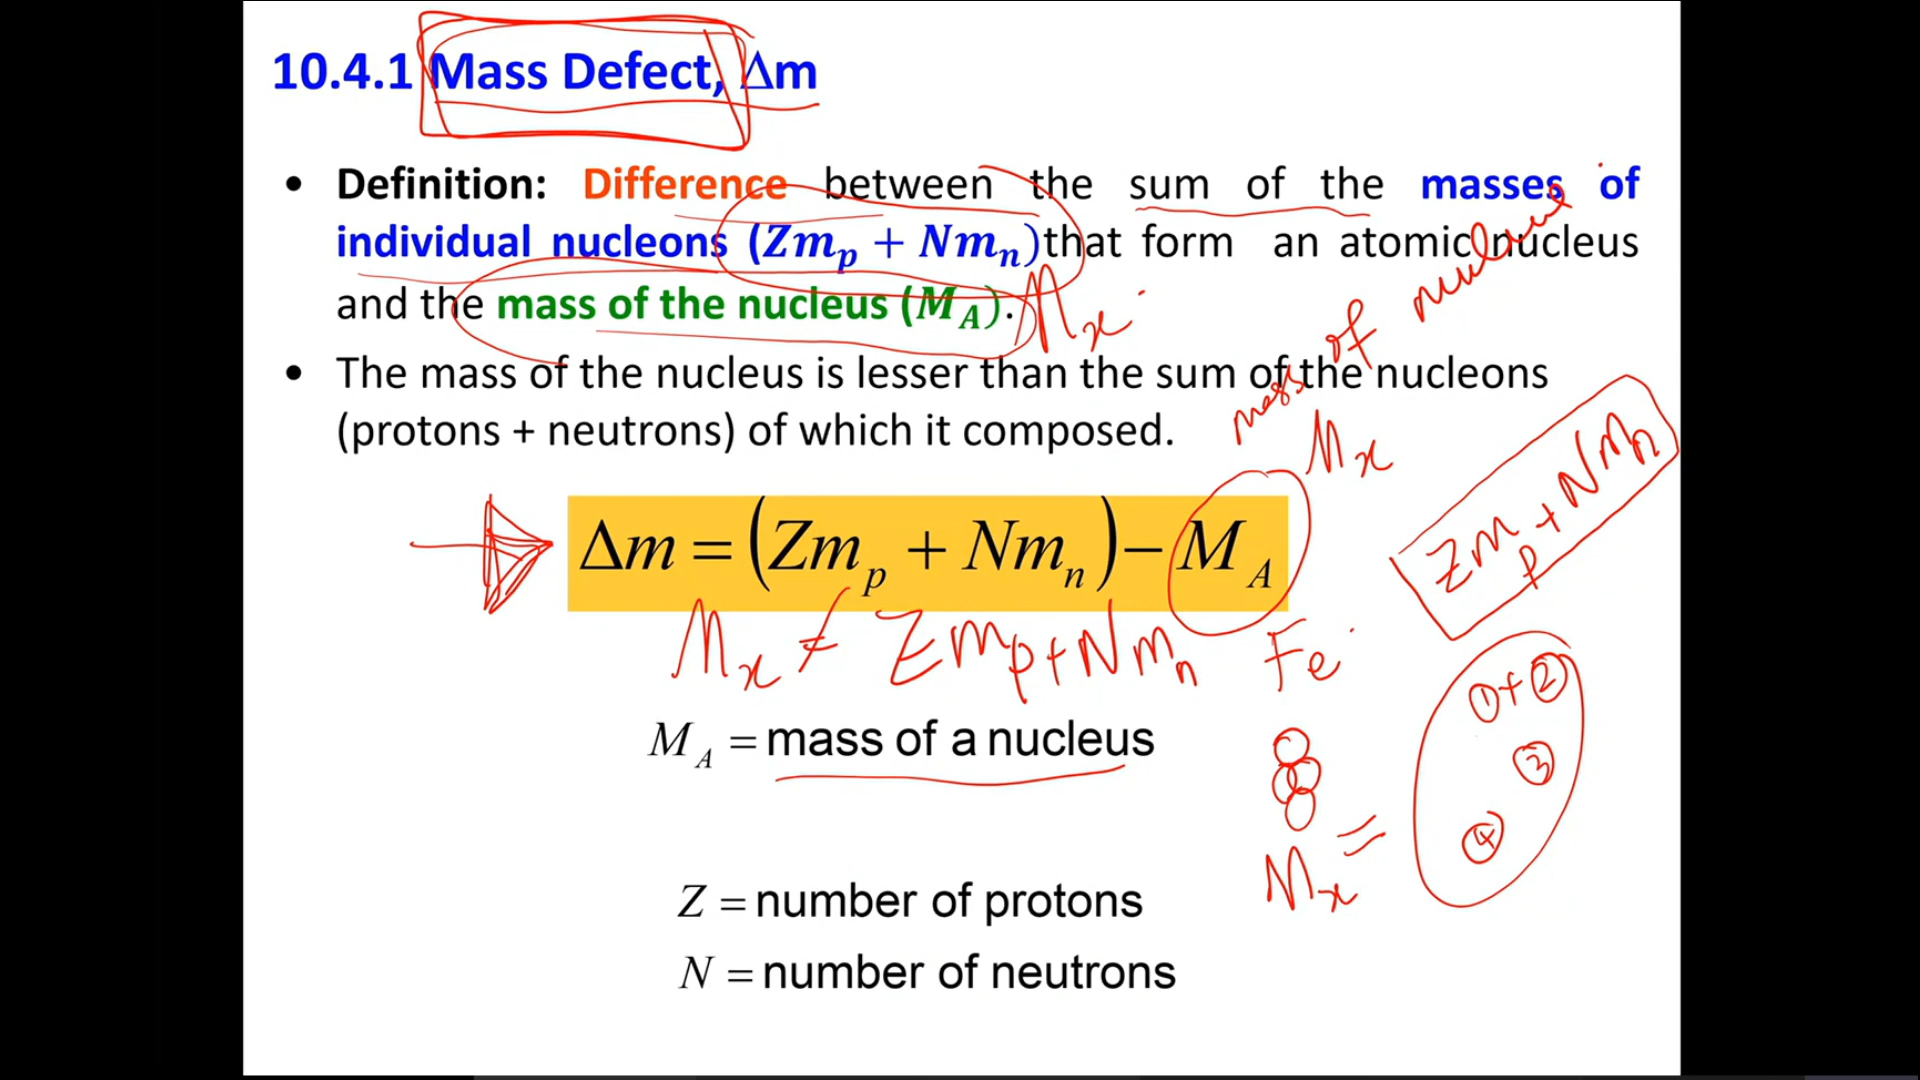 10.4.1 Mass Defect, Δm
• Definition: Difference between the sum of the masses of
individual nucleons (Zmₚ + Nmₙ)that form an atomic nucleus
and the mass of the nucleus (M_A).
Mx
• The mass of the nucleus is lesser than the sum of the nucleons
(protons + neutrons) of which it composed.
mass of nucleus
Mx
Zmp + Nmn
Δm = (Zmₚ + Nmₙ) − M_A
Mx ≠ Zmp + Nmn
Fe
M_A = mass of a nucleus
1 + 2
3
4
Mx =
Z = number of protons
N = number of neutrons